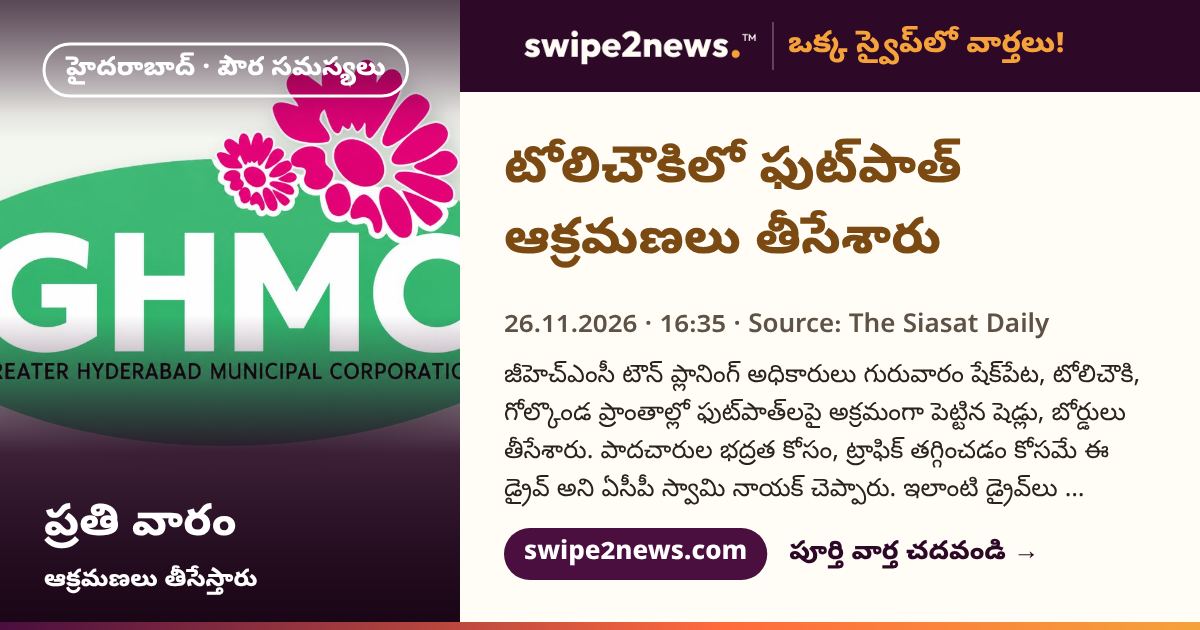 హైదరాబాద్ · పౌర సమస్యలు
GHMC
REATER HYDERABAD MUNICIPAL CORPORATIO
ప్రతి వారం
ఆక్రమణలు తీసేస్తారు
swipe2news.™
ఒక్క స్వైప్‌లో వార్తలు!
టోలిచౌకిలో ఫుట్‌పాత్
ఆక్రమణలు తీసేశారు
26.11.2026 · 16:35 · Source: The Siasat Daily
జీహెచ్ఎంసీ టౌన్ ప్లానింగ్ అధికారులు గురువారం షేక్‌పేట, టోలిచౌకి,
గోల్కొండ ప్రాంతాల్లో ఫుట్‌పాత్‌లపై అక్రమంగా పెట్టిన షెడ్లు, బోర్డులు
తీసేశారు. పాదచారుల భద్రత కోసం, ట్రాఫిక్ తగ్గించడం కోసమే ఈ
డ్రైవ్ అని ఏసీపీ స్వామి నాయక్ చెప్పారు. ఇలాంటి డ్రైవ్‌లు ...
swipe2news.com
పూర్తి వార్త చదవండి →